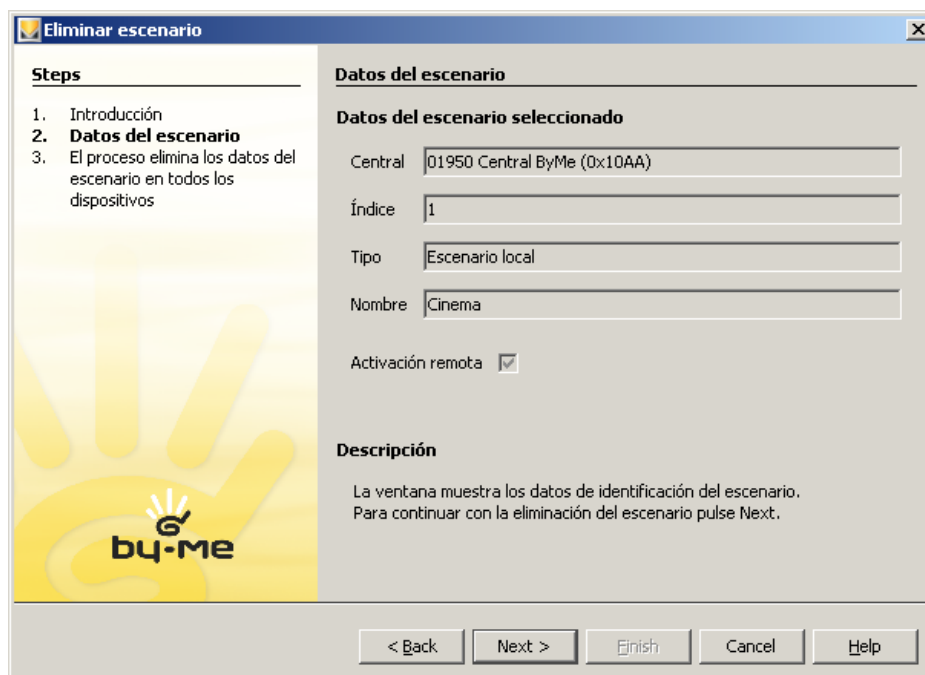 Eliminar escenario
Steps
1. Introducción
2. Datos del escenario
3. El proceso elimina los datos del
escenario en todos los
dispositivos
by-me
Datos del escenario
Datos del escenario seleccionado
Central 01950 Central ByMe (0x10AA)
Índice 1
Tipo Escenario local
Nombre Cinema
Activación remota
Descripción
La ventana muestra los datos de identificación del escenario.
Para continuar con la eliminación del escenario pulse Next.
< Back Next > Finish Cancel Help